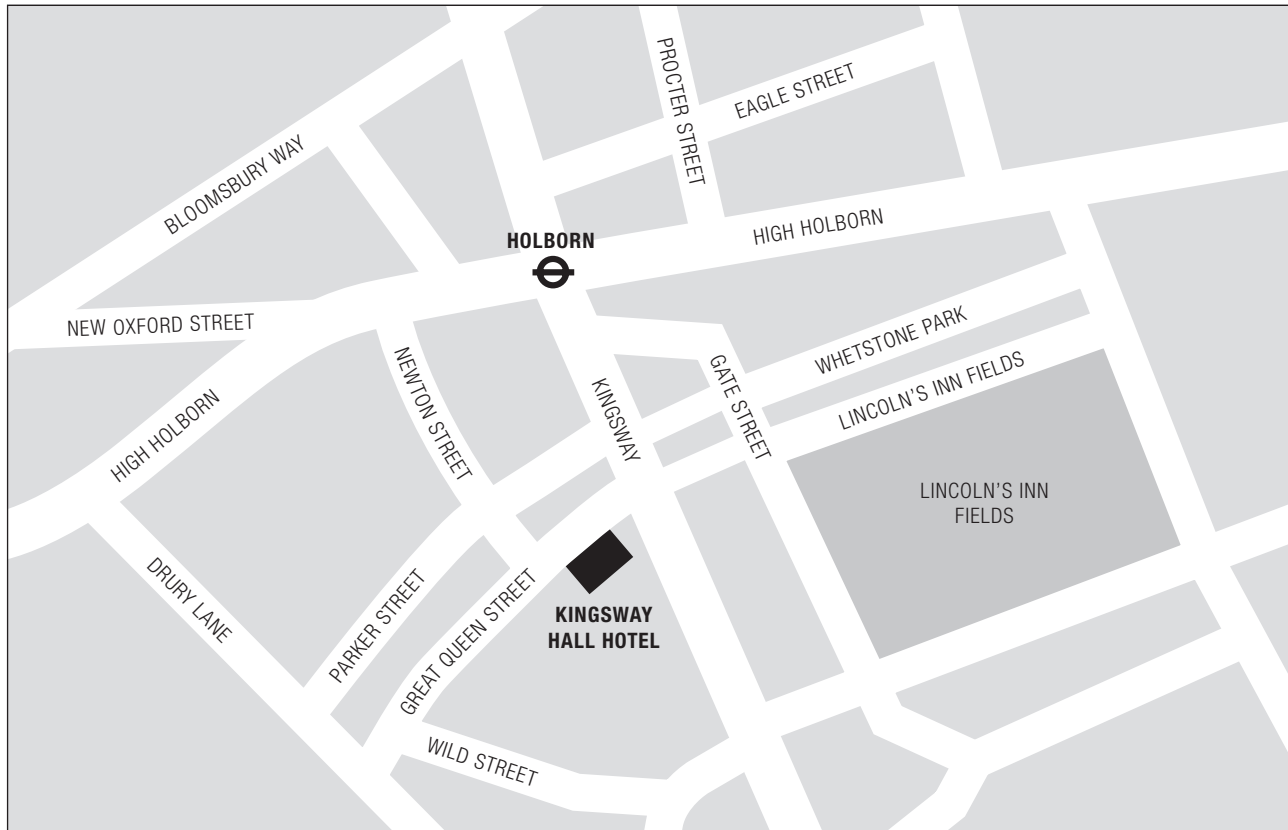 PROCTER STREET
EAGLE STREET
BLOOMSBURY WAY
HOLBORN
HIGH HOLBORN
NEW OXFORD STREET
WHETSTONE PARK
NEWTON STREET
GATE STREET
KINGSWAY
LINCOLN'S INN FIELDS
HIGH HOLBORN
LINCOLN'S INN
FIELDS
DRURY LANE
PARKER STREET
GREAT QUEEN STREET
KINGSWAY
HALL HOTEL
WILD STREET